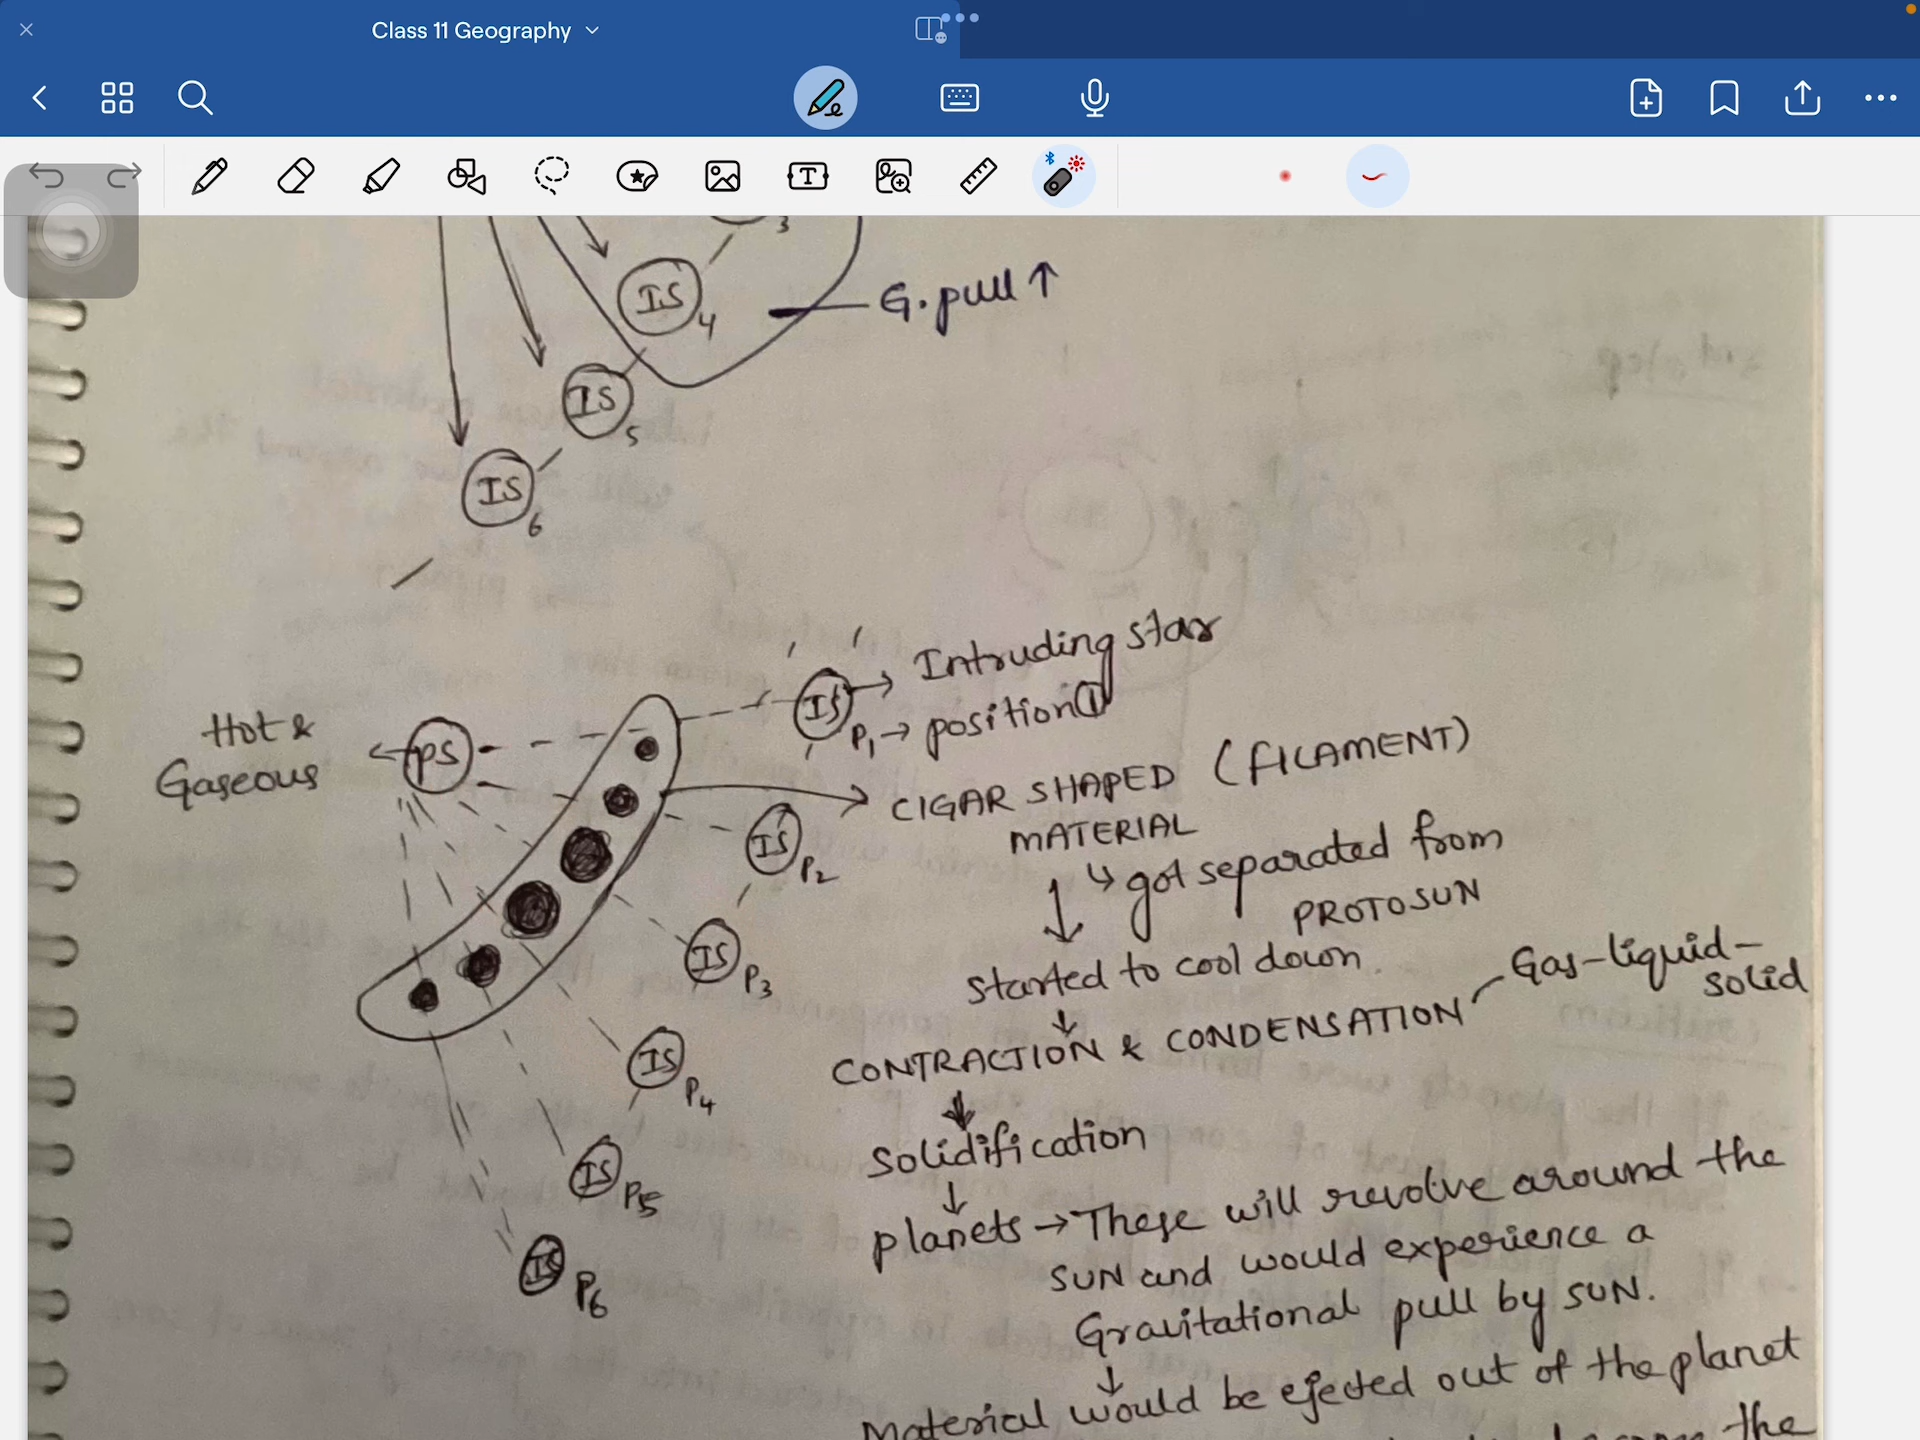 Class 11 Geography
T
3
IS
4
G. pull ↑
IS
5
IS
6
Intruding star
IS
P1 → position ①
Hot &
Gaseous
PS
CIGAR SHAPED (FILAMENT)
MATERIAL
↳ got separated from
PROTOSUN
IS
P2
IS
P3
started to cool down.
Gas-liquid-
solid
CONTRACTION & CONDENSATION
IS
P4
Solidification
IS
P5
planets → These will revolve around the
SUN and would experience a
Gravitational pull by SUN.
IS
P6
Material would be ejected out of the planet
the